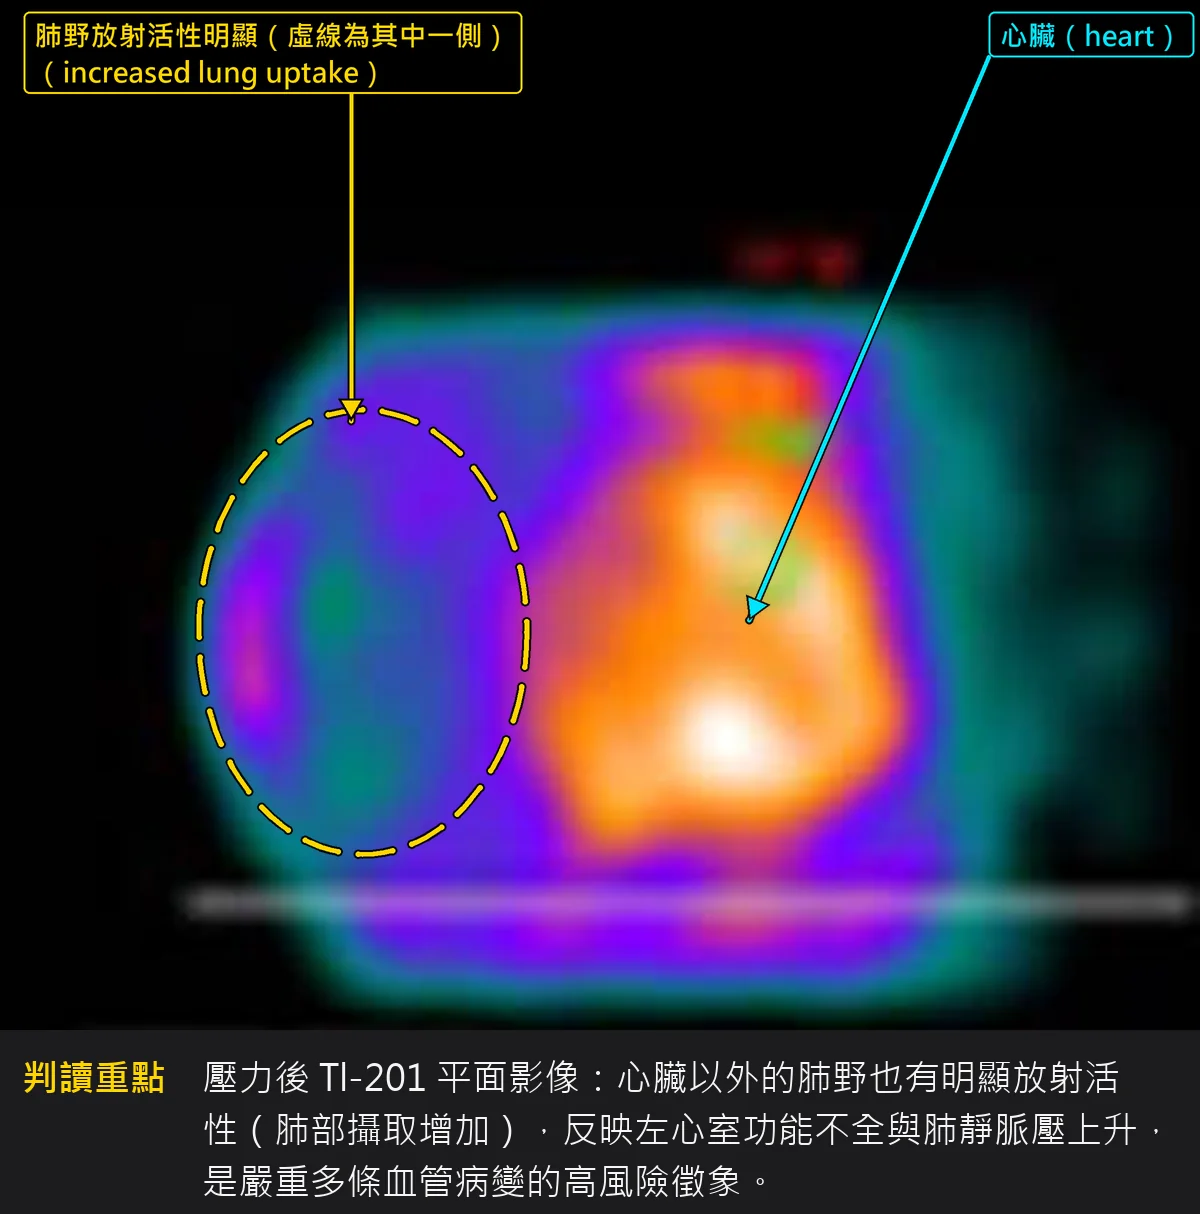 肺野放射活性明顯（虛線為其中一側）
（increased lung uptake）
心臟（heart）
判讀重點
壓力後 Tl-201 平面影像：心臟以外的肺野也有明顯放射活
性（肺部攝取增加），反映左心室功能不全與肺靜脈壓上升，
是嚴重多條血管病變的高風險徵象。